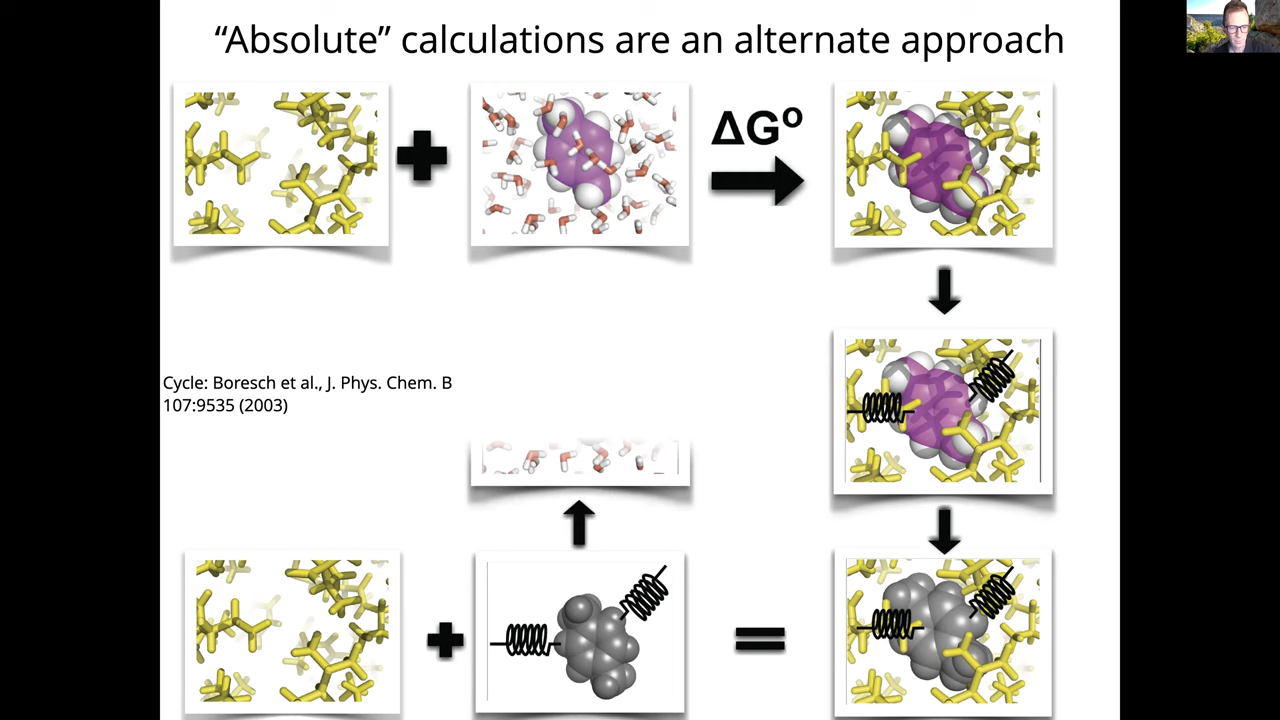 “Absolute” calculations are an alternate approach
ΔGº
Cycle: Boresch et al., J. Phys. Chem. B
107:9535 (2003)